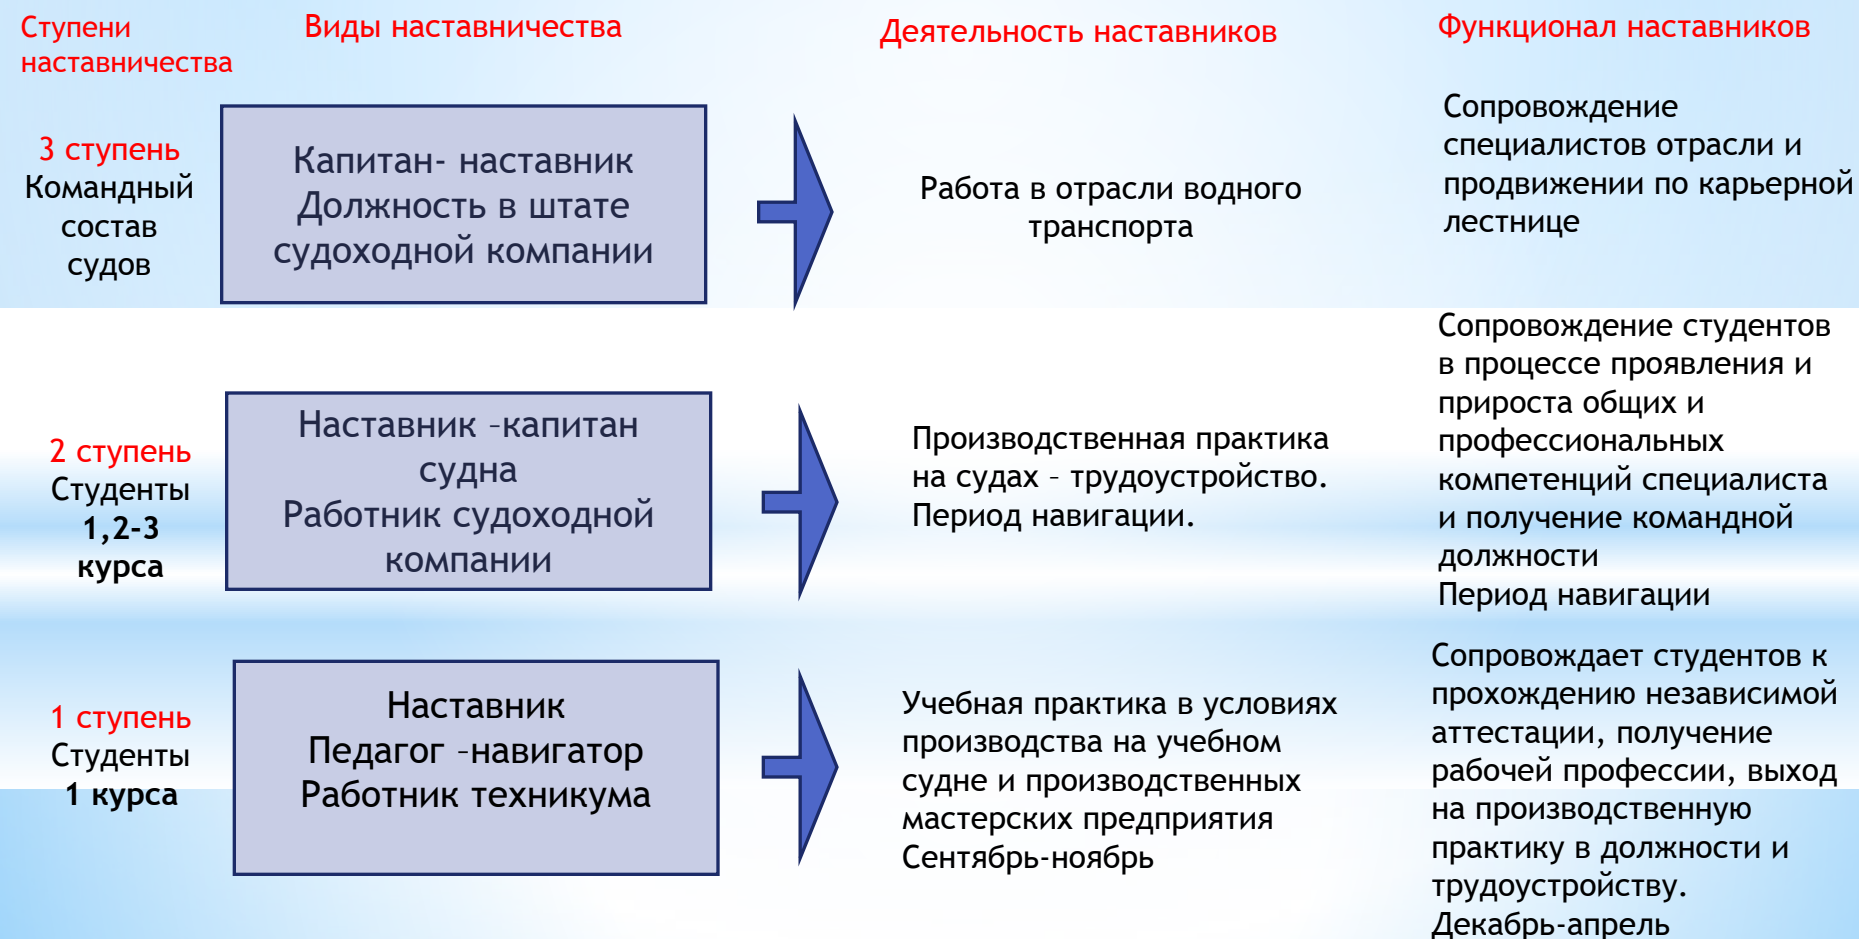 Ступени
наставничества
Виды наставничества
Деятельность наставников
Функционал наставников
3 ступень
Командный
состав
судов
Капитан- наставник
Должность в штате
судоходной компании
Работа в отрасли водного
транспорта
Сопровождение
специалистов отрасли и
продвижении по карьерной
лестнице
2 ступень
Студенты
1,2-3
курса
Наставник –капитан
судна
Работник судоходной
компании
Производственная практика
на судах – трудоустройство.
Период навигации.
Сопровождение студентов
в процессе проявления и
прироста общих и
профессиональных
компетенций специалиста
и получение командной
должности
Период навигации
1 ступень
Студенты
1 курса
Наставник
Педагог –навигатор
Работник техникума
Учебная практика в условиях
производства на учебном
судне и производственных
мастерских предприятия
Сентябрь-ноябрь
Сопровождает студентов к
прохождению независимой
аттестации, получение
рабочей профессии, выход
на производственную
практику в должности и
трудоустройству.
Декабрь-апрель